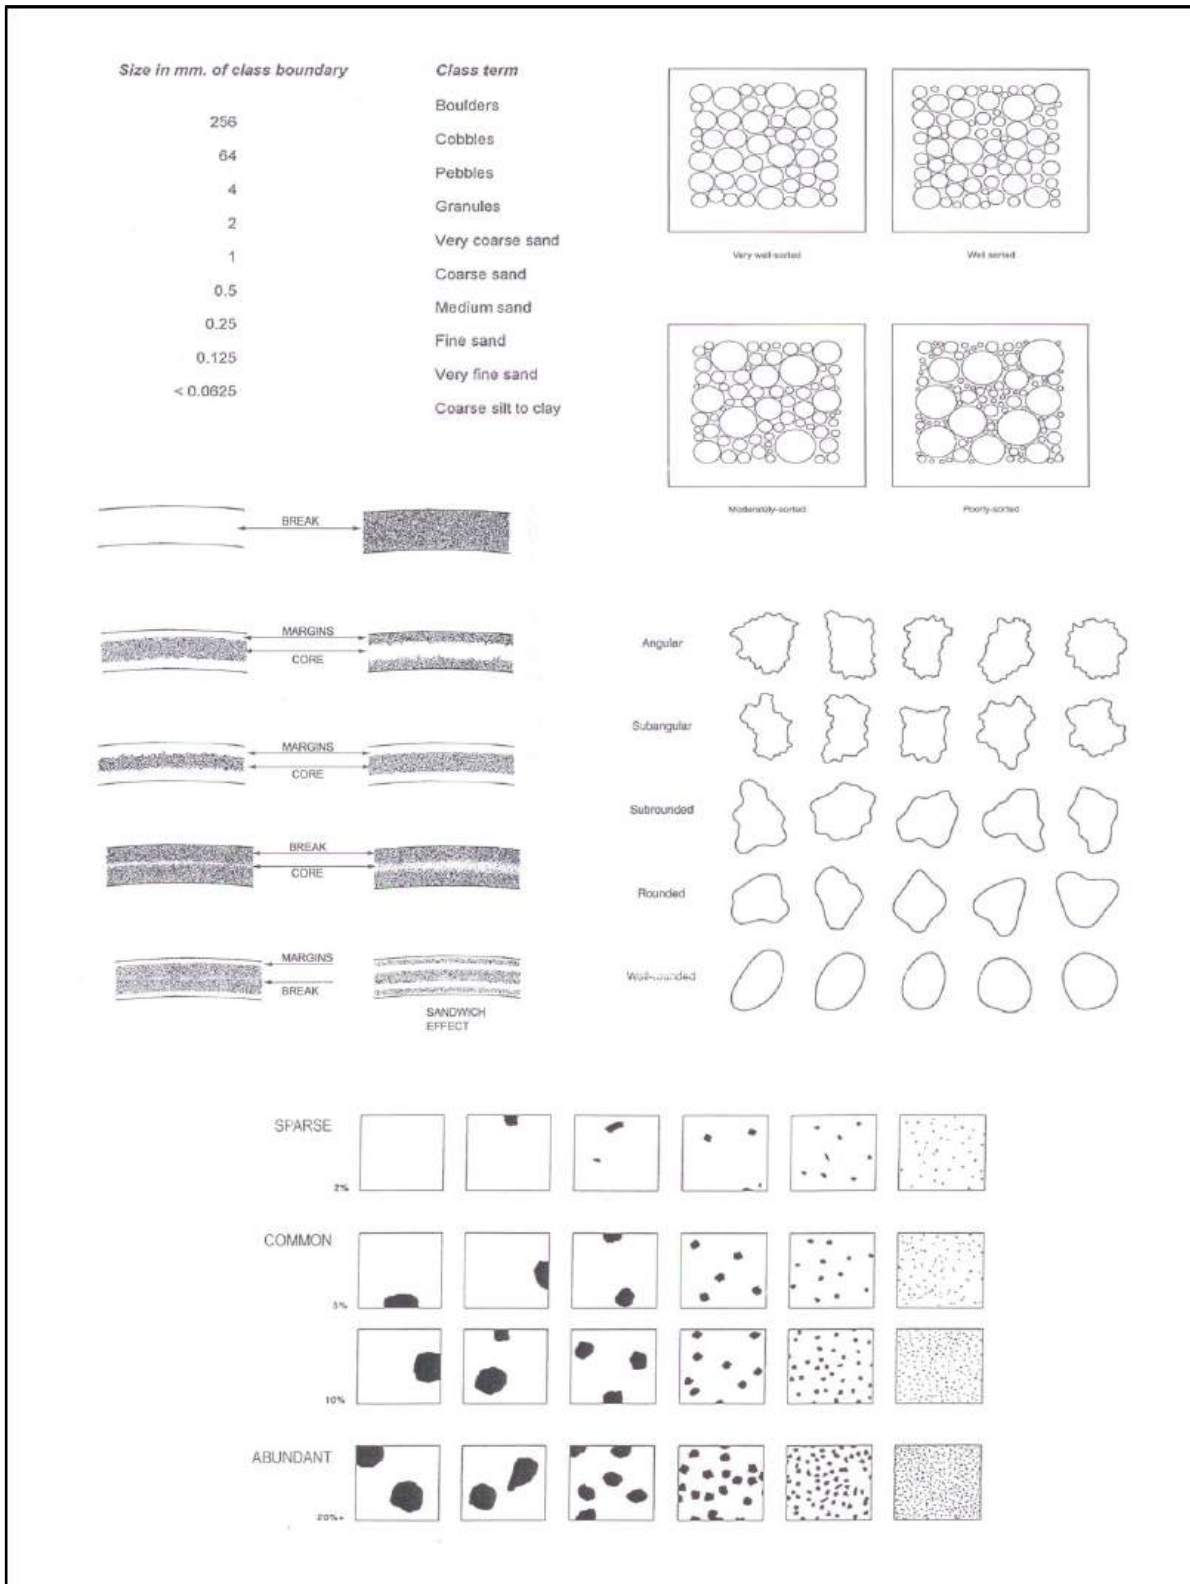 Size in mm. of class boundary
Class term
Boulders
256
Cobbles
64
Pebbles
4
Granules
2
Very coarse sand
1
Coarse sand
0.5
Medium sand
0.25
Fine sand
0.125
Very fine sand
< 0.0625
Coarse silt to clay
Very well-sorted
Well sorted
Moderately-sorted
Poorly-sorted
BREAK
MARGINS
CORE
MARGINS
CORE
BREAK
CORE
MARGINS
BREAK
SANDWICH
EFFECT
Angular
Subangular
Subrounded
Rounded
Well-rounded
SPARSE
2%
COMMON
5%
10%
ABUNDANT
20%+